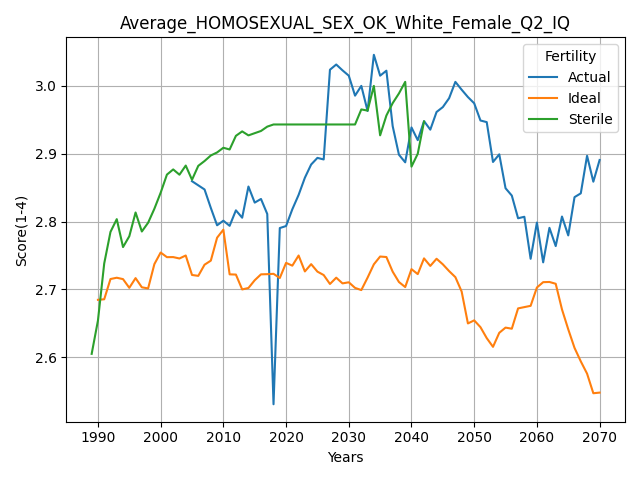 Average_HOMOSEXUAL_SEX_OK_White_Female_Q2_IQ
Fertility
Actual
Ideal
Sterile
Score(1-4)
3.0
2.9
2.8
2.7
2.6
1990 2000 2010 2020 2030 2040 2050 2060 2070
Years